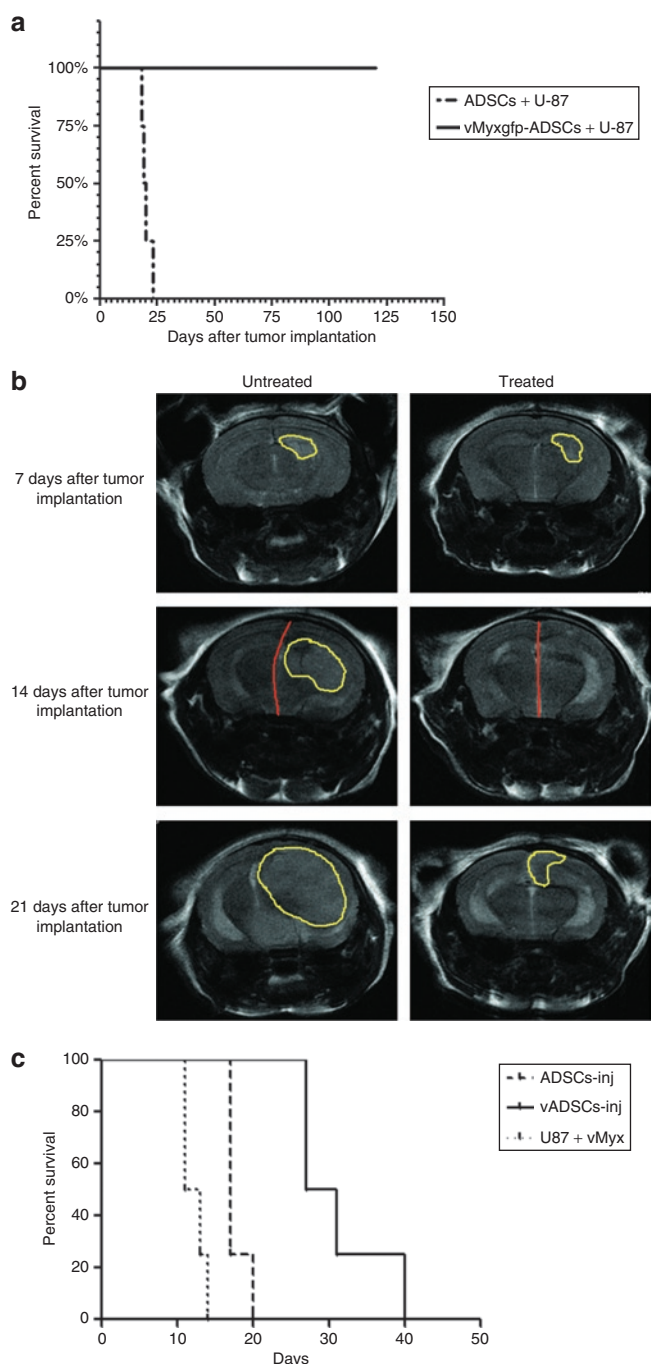 a
100%
75%
50%
25%
0%
Percent survival
0 25 50 75 100 125 150
Days after tumor implantation
ADSCs + U-87
vMyxgfp-ADSCs + U-87
b
Untreated Treated
7 days after tumor
implantation
14 days after tumor
implantation
21 days after tumor
implantation
c
100
80
60
40
20
0
Percent survival
0 10 20 30 40 50
Days
ADSCs-inj
vADSCs-inj
U87 + vMyx